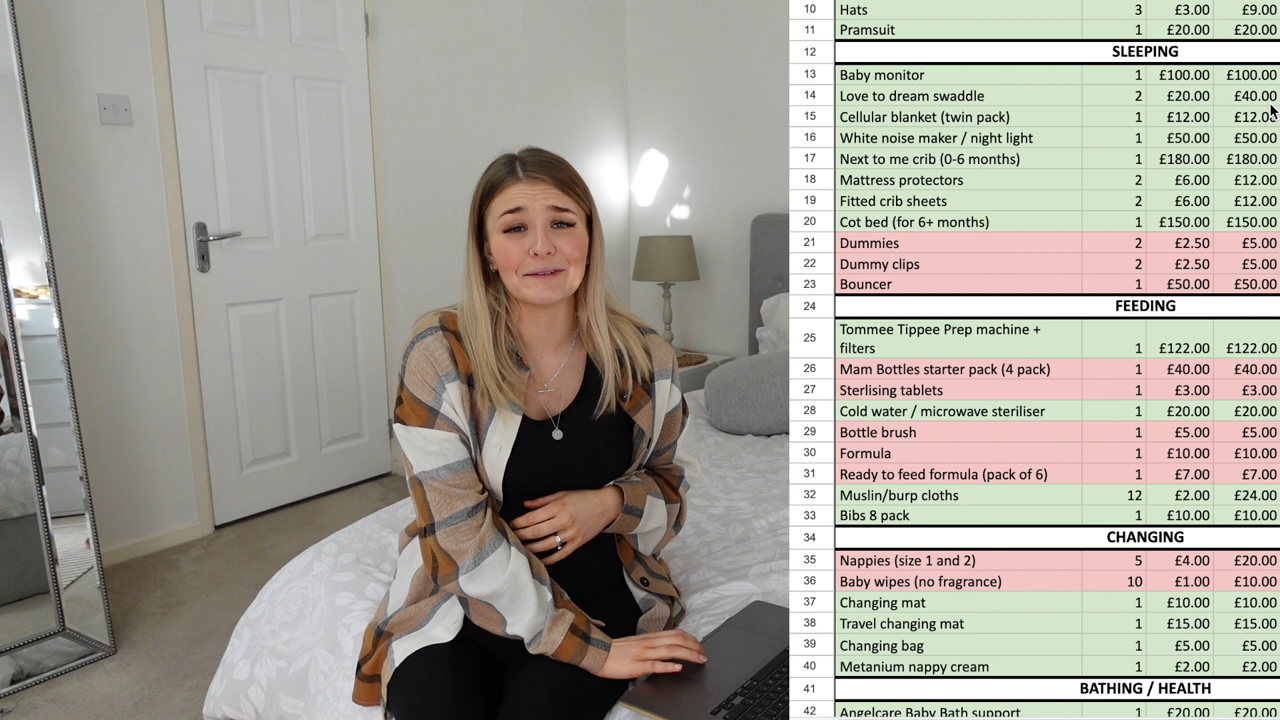 10 Hats 3 £3.00 £9.00
11 Pramsuit 1 £20.00 £20.00
12 SLEEPING
13 Baby monitor 1 £100.00 £100.00
14 Love to dream swaddle 2 £20.00 £40.00
15 Cellular blanket (twin pack) 1 £12.00 £12.00
16 White noise maker / night light 1 £50.00 £50.00
17 Next to me crib (0-6 months) 1 £180.00 £180.00
18 Mattress protectors 2 £6.00 £12.00
19 Fitted crib sheets 2 £6.00 £12.00
20 Cot bed (for 6+ months) 1 £150.00 £150.00
21 Dummies 2 £2.50 £5.00
22 Dummy clips 2 £2.50 £5.00
23 Bouncer 1 £50.00 £50.00
24 FEEDING
Tommee Tippee Prep machine +
25 filters 1 £122.00 £122.00
26 Mam Bottles starter pack (4 pack) 1 £40.00 £40.00
27 Sterilising tablets 1 £3.00 £3.00
28 Cold water / microwave steriliser 1 £20.00 £20.00
29 Bottle brush 1 £5.00 £5.00
30 Formula 1 £10.00 £10.00
31 Ready to feed formula (pack of 6) 1 £7.00 £7.00
32 Muslin/burp cloths 12 £2.00 £24.00
33 Bibs 8 pack 1 £10.00 £10.00
34 CHANGING
35 Nappies (size 1 and 2) 5 £4.00 £20.00
36 Baby wipes (no fragrance) 10 £1.00 £10.00
37 Changing mat 1 £10.00 £10.00
38 Travel changing mat 1 £15.00 £15.00
39 Changing bag 1 £5.00 £5.00
40 Metanium nappy cream 1 £2.00 £2.00
41 BATHING / HEALTH
42 Angelcare Baby Bath support 1 £20.00 £20.00